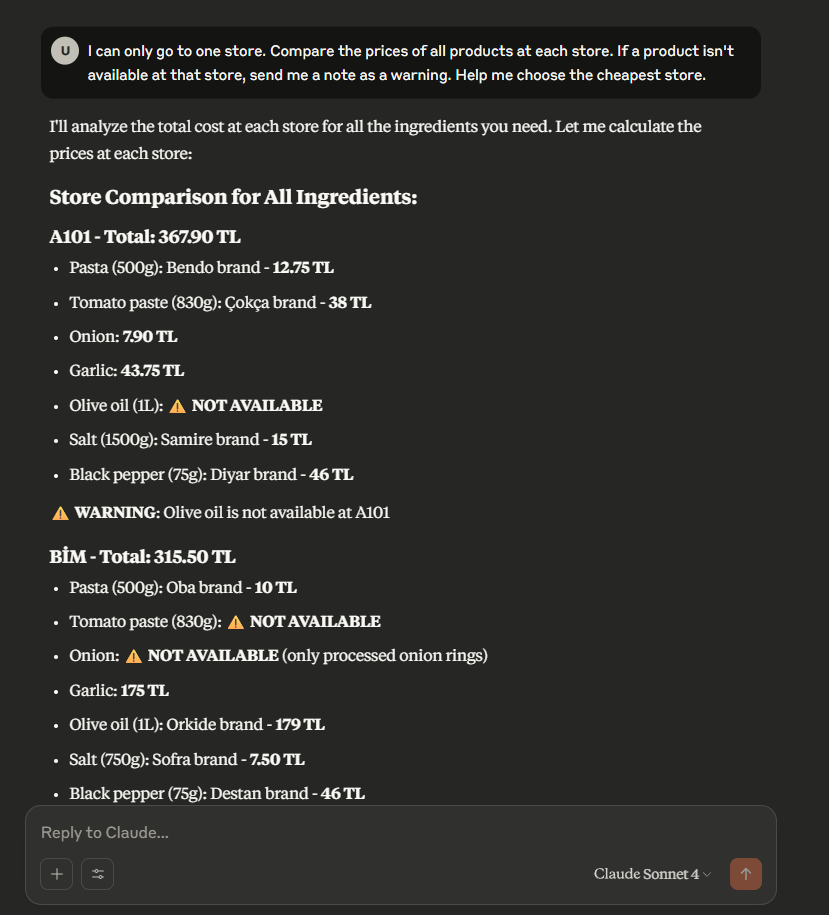 U
I can only go to one store. Compare the prices of all products at each store. If a product isn't
available at that store, send me a note as a warning. Help me choose the cheapest store.
I'll analyze the total cost at each store for all the ingredients you need. Let me calculate the
prices at each store:
Store Comparison for All Ingredients:
A101 - Total: 367.90 TL
• Pasta (500g): Bendo brand - 12.75 TL
• Tomato paste (830g): Çokça brand - 38 TL
• Onion: 7.90 TL
• Garlic: 43.75 TL
• Olive oil (1L): ⚠️ NOT AVAILABLE
• Salt (1500g): Samire brand - 15 TL
• Black pepper (75g): Diyar brand - 46 TL
⚠️ WARNING: Olive oil is not available at A101
BİM - Total: 315.50 TL
• Pasta (500g): Oba brand - 10 TL
• Tomato paste (830g): ⚠️ NOT AVAILABLE
• Onion: ⚠️ NOT AVAILABLE (only processed onion rings)
• Garlic: 175 TL
• Olive oil (1L): Orkide brand - 179 TL
• Salt (750g): Sofra brand - 7.50 TL
• Black pepper (75g): Destan brand - 46 TL
Reply to Claude...
Claude Sonnet 4